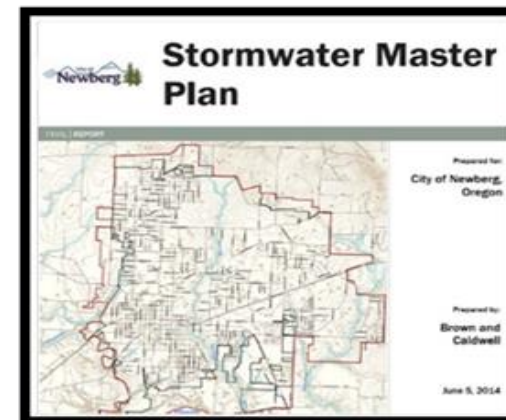 Stormwater Master
Plan
Newberg
FINAL REPORT
Prepared for:
City of Newberg,
Oregon
Prepared by:
Brown and
Caldwell
June 5, 2014